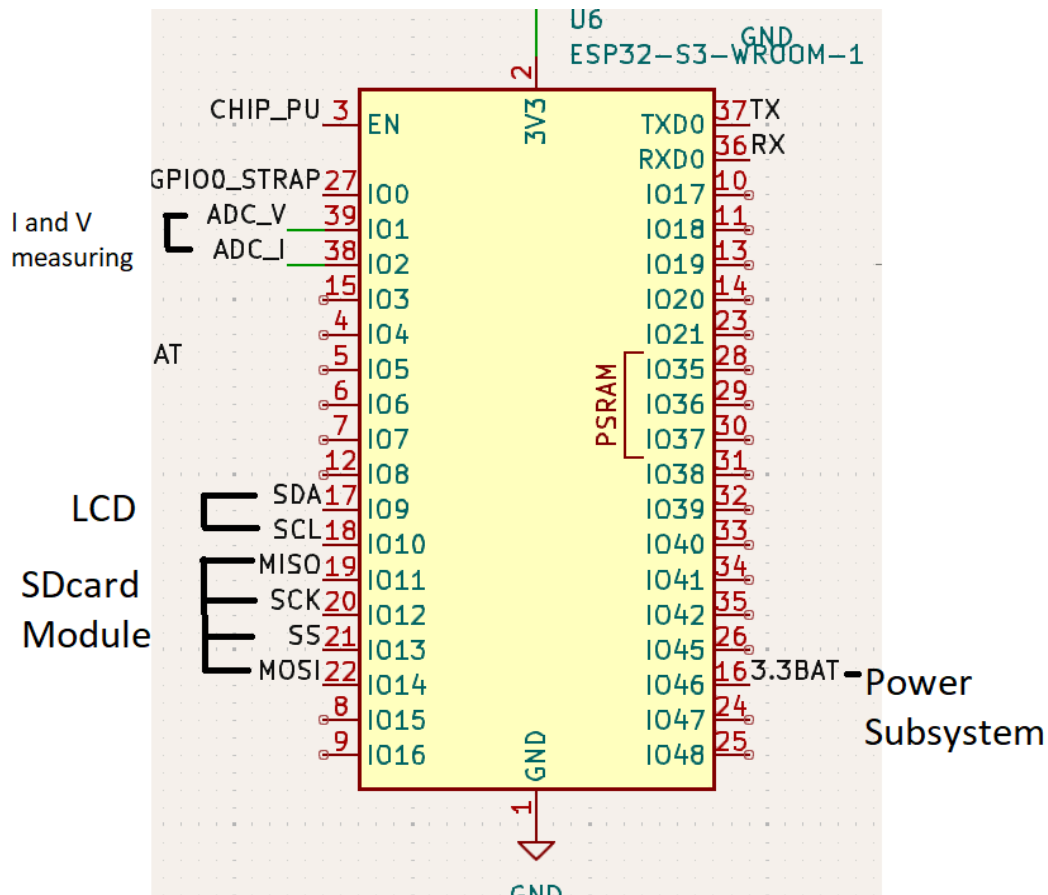 U6
GND
ESP32-S3-WROOM-1
2
3V3
CHIP_PU 3 EN
TXD0 37 TX
RXD0 36 RX
GPIO0_STRAP 27 IO0
IO17 10
I and V
measuring
ADC_V 39 IO1
IO18 11
ADC_I 38 IO2
IO19 13
15 IO3
IO20 14
4 IO4
IO21 23
AT
5 IO5
IO35 28
6 IO6
IO36 29
PSRAM
7 IO7
IO37 30
12 IO8
IO38 31
LCD
SDA 17 IO9
IO39 32
SCL 18 IO10
IO40 33
SDcard
Module
MISO 19 IO11
IO41 34
SCK 20 IO12
IO42 35
SS 21 IO13
IO45 26
MOSI 22 IO14
IO46 16 3.3BAT
Power
Subsystem
8 IO15
IO47 24
9 IO16
IO48 25
GND
1
GND